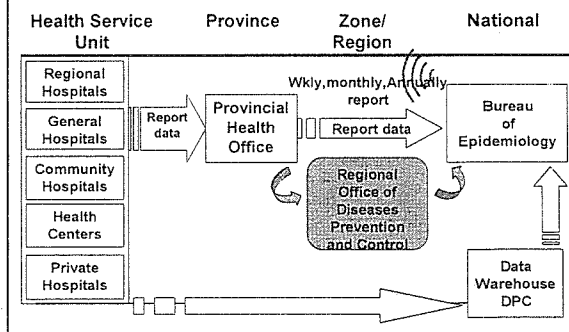 Health Service
Unit
Province
Zone/
Region
National
Regional
Hospitals
General
Hospitals
Community
Hospitals
Health
Centers
Private
Hospitals
Report
data
Provincial
Health
Office
Wkly,monthly,Annually
report
Report data
Regional
Office of
Diseases
Prevention
and Control
Bureau
of
Epidemiology
Data
Warehouse
DPC